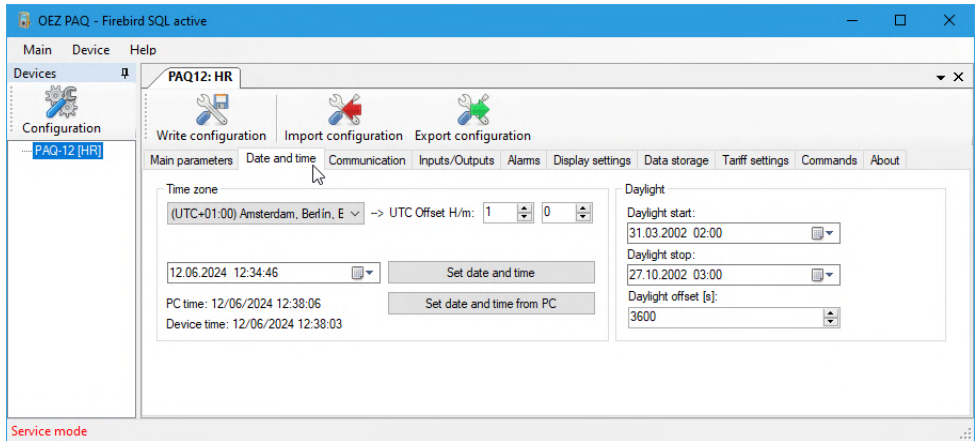 OEZ PAQ - Firebird SQL active
Main Device Help
Devices
Configuration
PAQ-12 [HR]
PAQ12: HR
Write configuration Import configuration Export configuration
Main parameters Date and time Communication Inputs/Outputs Alarms Display settings Data storage Tariff settings Commands About
Time zone
(UTC+01:00) Amsterdam, Berlin, E --> UTC Offset H/m: 1 0
12.06.2024 12:34:46 Set date and time
PC time: 12/06/2024 12:38:06 Set date and time from PC
Device time: 12/06/2024 12:38:03
Daylight
Daylight start:
31.03.2002 02:00
Daylight stop:
27.10.2002 03:00
Daylight offset [s]:
3600
Service mode